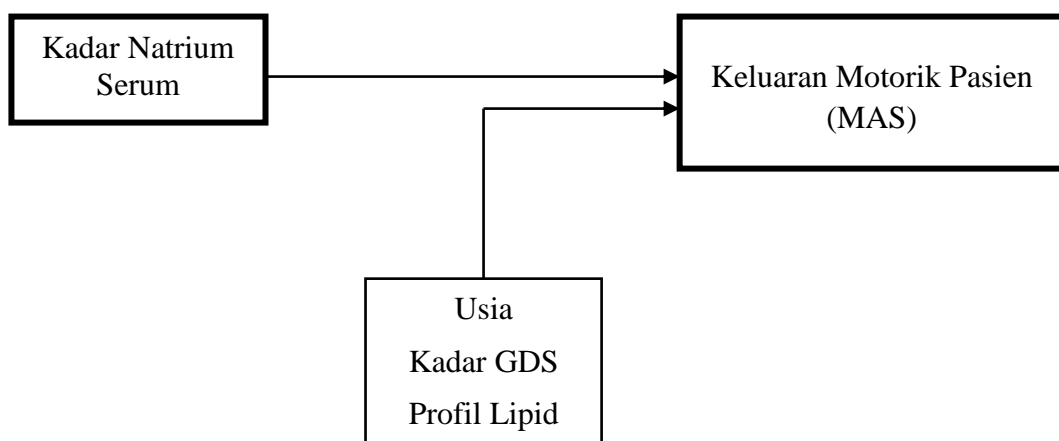 Kadar Natrium
Serum
Keluaran Motorik Pasien
(MAS)
Usia
Kadar GDS
Profil Lipid